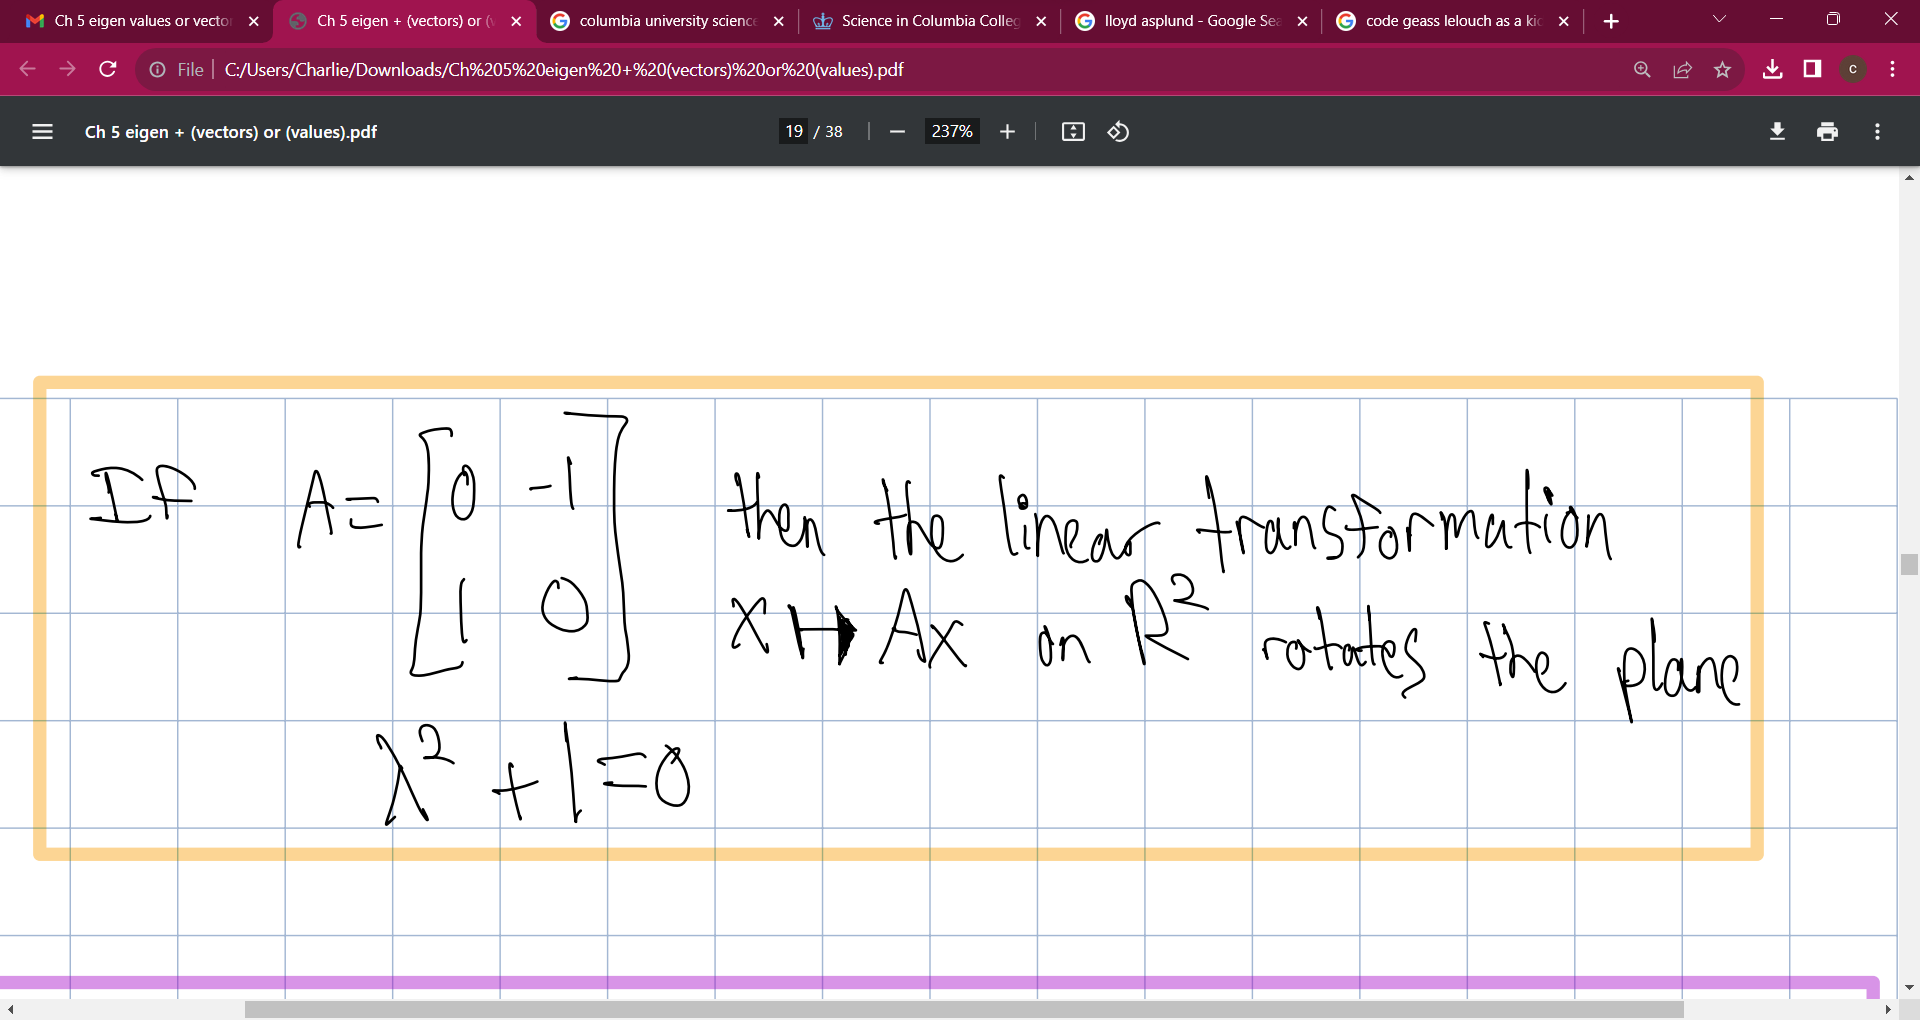 Ch 5 eigen values or vector
Ch 5 eigen + (vectors) or (v
columbia university science
Science in Columbia Colleg
lloyd asplund - Google Sea
code geass lelouch as a kid
File
C:/Users/Charlie/Downloads/Ch%205%20eigen%20+%20(vectors)%20or%20(values).pdf
C
Ch 5 eigen + (vectors) or (values).pdf
19 / 38
237%
IF A = [0 -1 then the linear transformation
1 0] x ↦ Ax on R² rotates the plane
λ² + 1 = 0